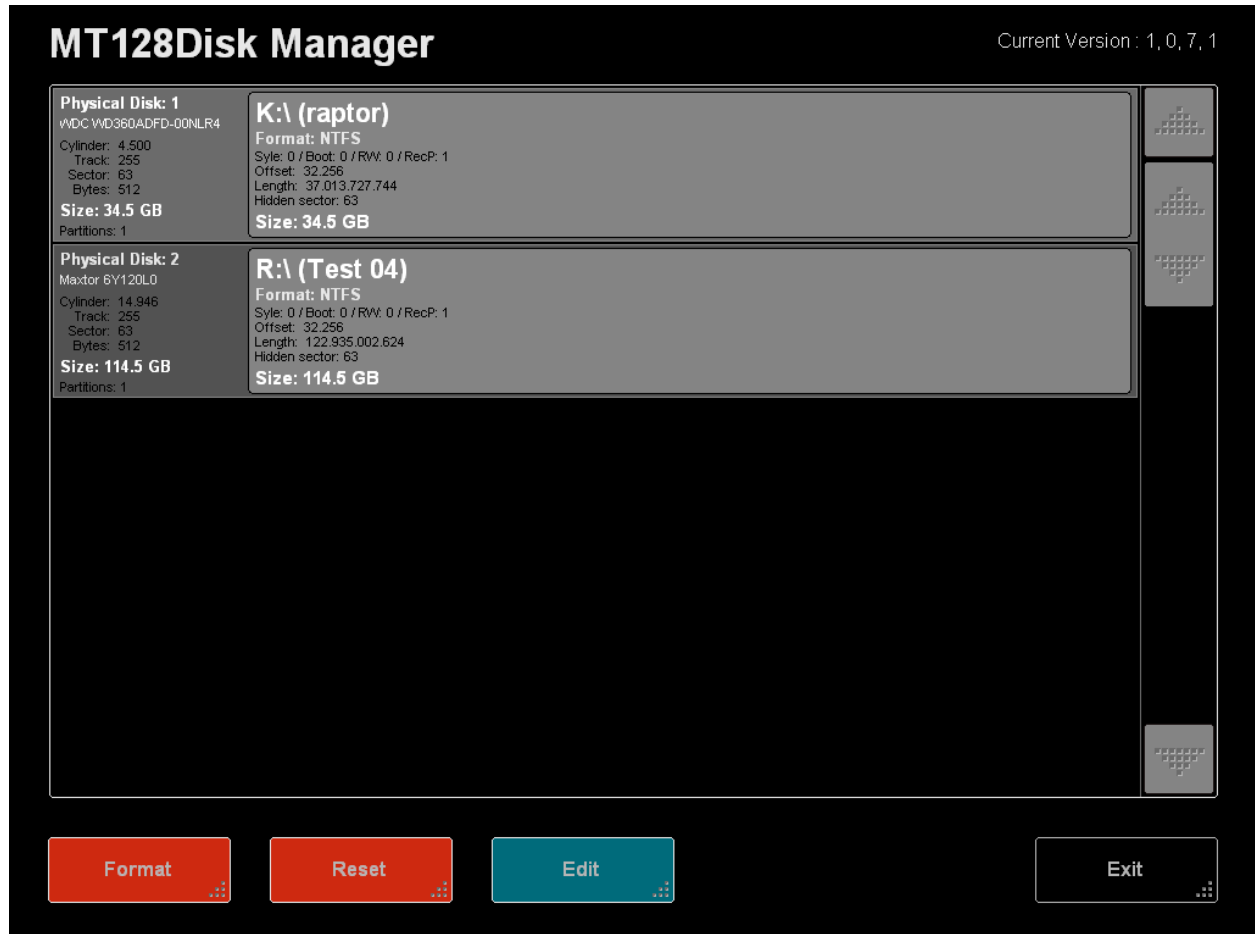 MT128Disk Manager
Current Version : 1, 0, 7, 1
Physical Disk: 1
WDC WD360ADFD-00NLR4
Cylinder: 4.500
Track: 255
Sector: 63
Bytes: 512
Size: 34.5 GB
Partitions: 1
K:\ (raptor)
Format: NTFS
Syle: 0 / Boot: 0 / RW: 0 / RecP: 1
Offset: 32.256
Length: 37.013.727.744
Hidden sector: 63
Size: 34.5 GB
Physical Disk: 2
Maxtor 6Y120L0
Cylinder: 14.946
Track: 255
Sector: 63
Bytes: 512
Size: 114.5 GB
Partitions: 1
R:\ (Test 04)
Format: NTFS
Syle: 0 / Boot: 0 / RW: 0 / RecP: 1
Offset: 32.256
Length: 122.935.002.624
Hidden sector: 63
Size: 114.5 GB
Format
Reset
Edit
Exit